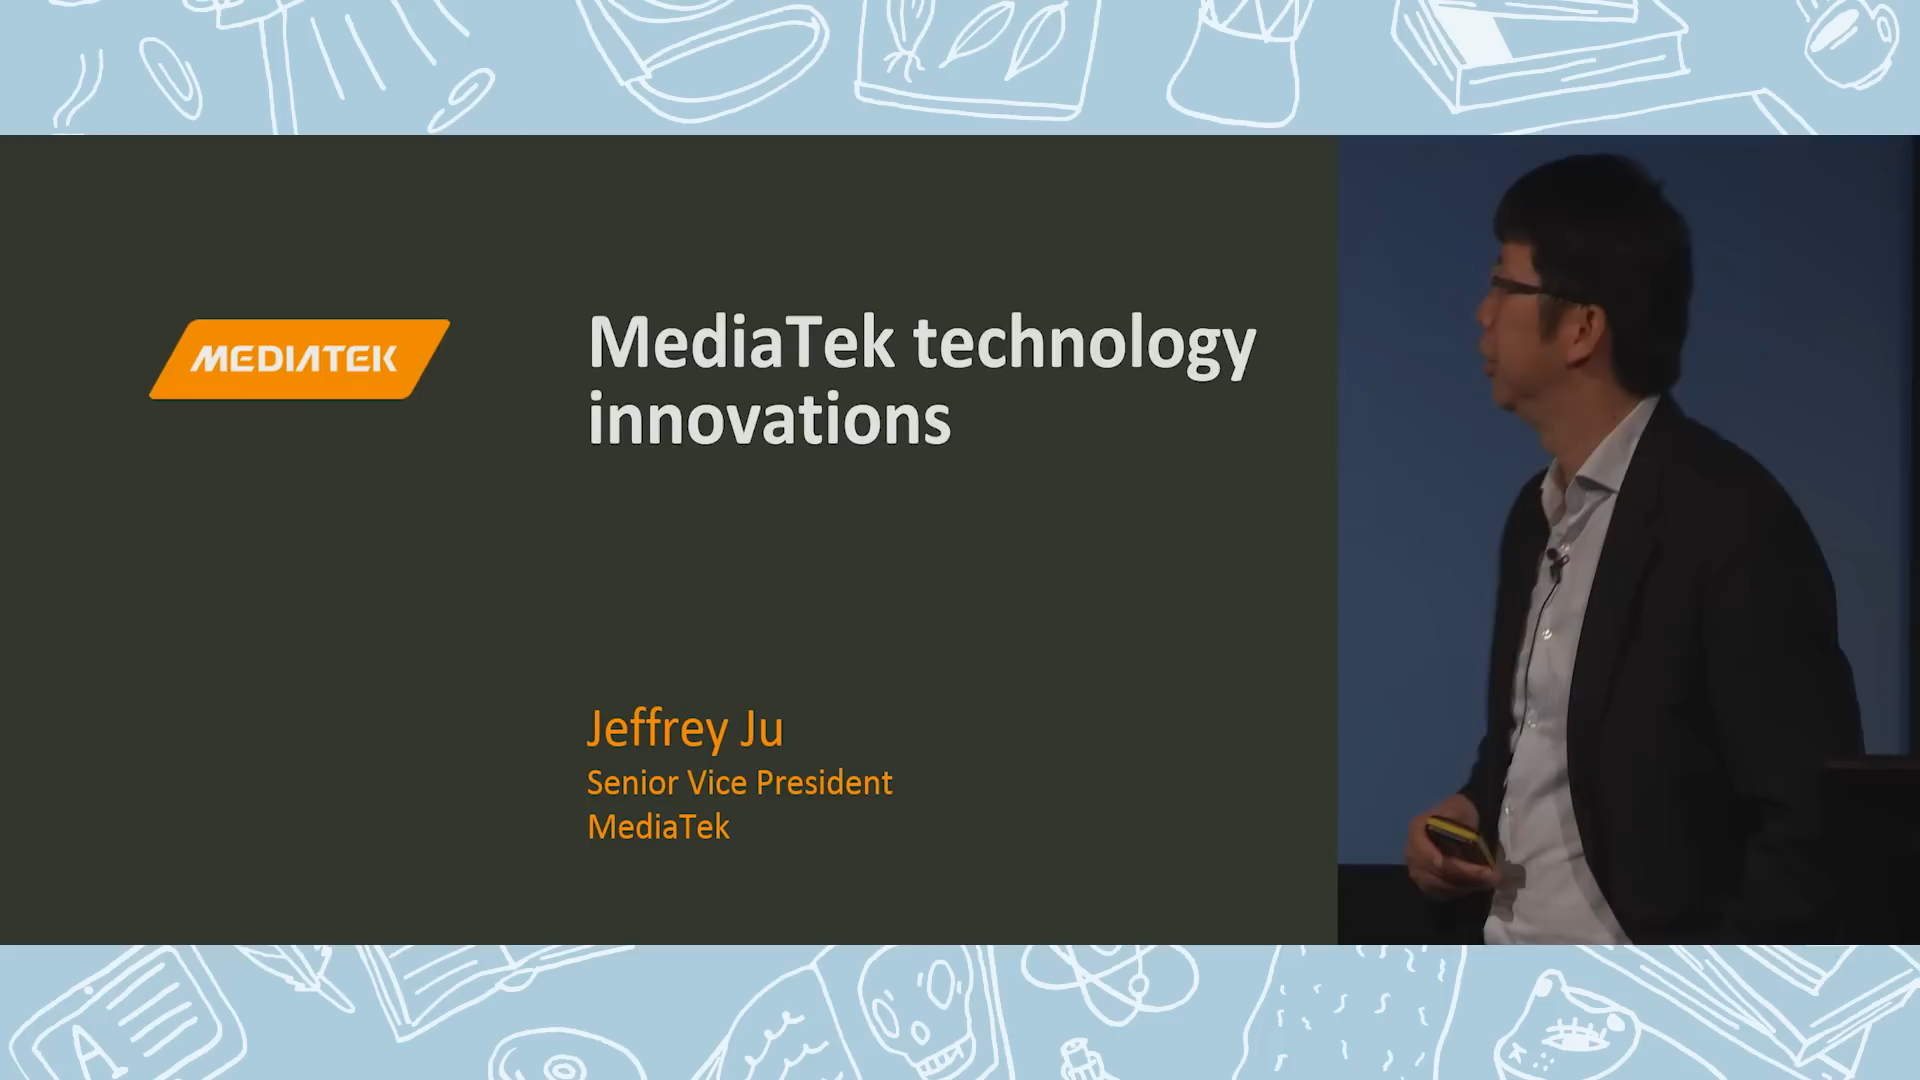 MEDIATEK
MediaTek technology
innovations
Jeffrey Ju
Senior Vice President
MediaTek
A